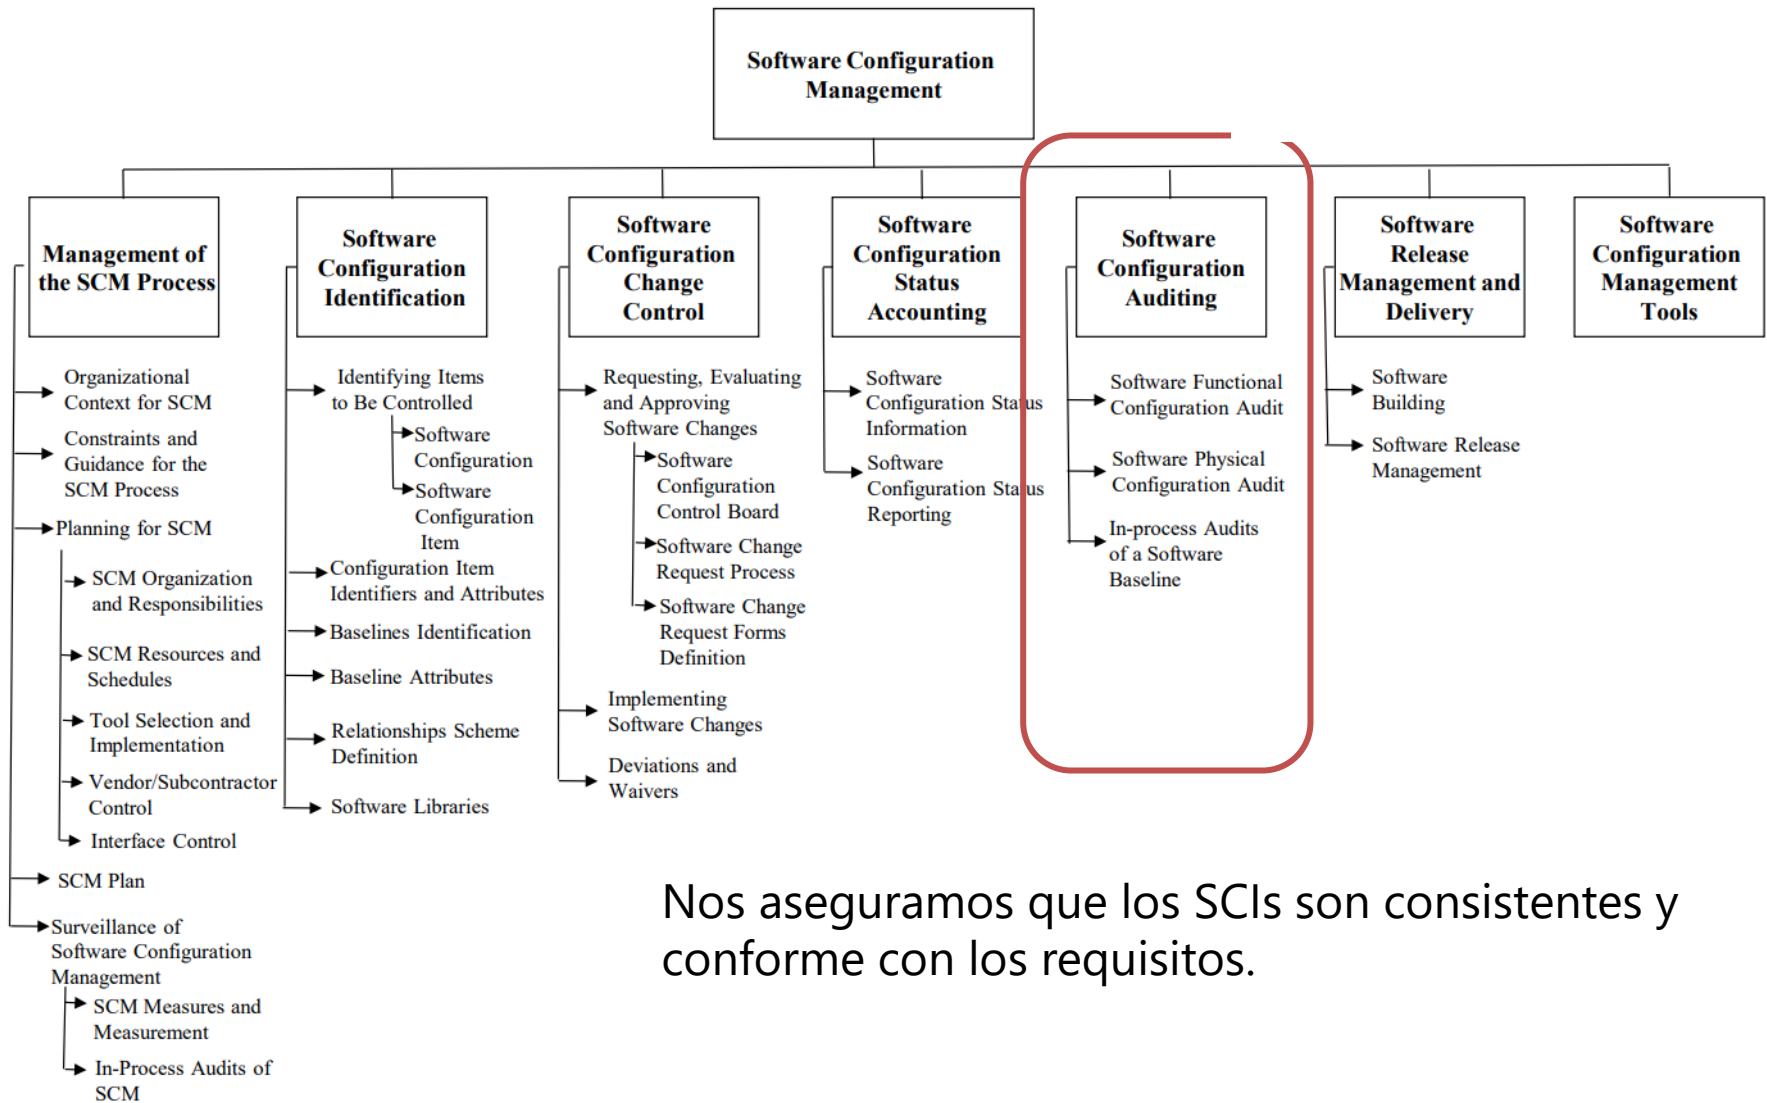 Software Configuration
Management
Management of
the SCM Process
Organizational
Context for SCM
Constraints and
Guidance for the
SCM Process
Planning for SCM
SCM Organization
and Responsibilities
SCM Resources and
Schedules
Tool Selection and
Implementation
Vendor/Subcontractor
Control
Interface Control
SCM Plan
Surveillance of
Software Configuration
Management
SCM Measures and
Measurement
In-Process Audits of
SCM
Software
Configuration
Identification
Identifying Items
to Be Controlled
Software
Configuration
Software
Configuration
Item
Configuration Item
Identifiers and Attributes
Baselines Identification
Baseline Attributes
Relationships Scheme
Definition
Software Libraries
Software
Configuration
Change
Control
Requesting, Evaluating
and Approving
Software Changes
Software
Configuration
Control Board
Software Change
Request Process
Software Change
Request Forms
Definition
Implementing
Software Changes
Deviations and
Waivers
Software
Configuration
Status
Accounting
Software
Configuration Status
Information
Software
Configuration Status
Reporting
Software
Configuration
Auditing
Software Functional
Configuration Audit
Software Physical
Configuration Audit
In-process Audits
of a Software
Baseline
Software
Release
Management and
Delivery
Software
Building
Software Release
Management
Software
Configuration
Management
Tools
Nos aseguramos que los SCIs son consistentes y
conforme con los requisitos.